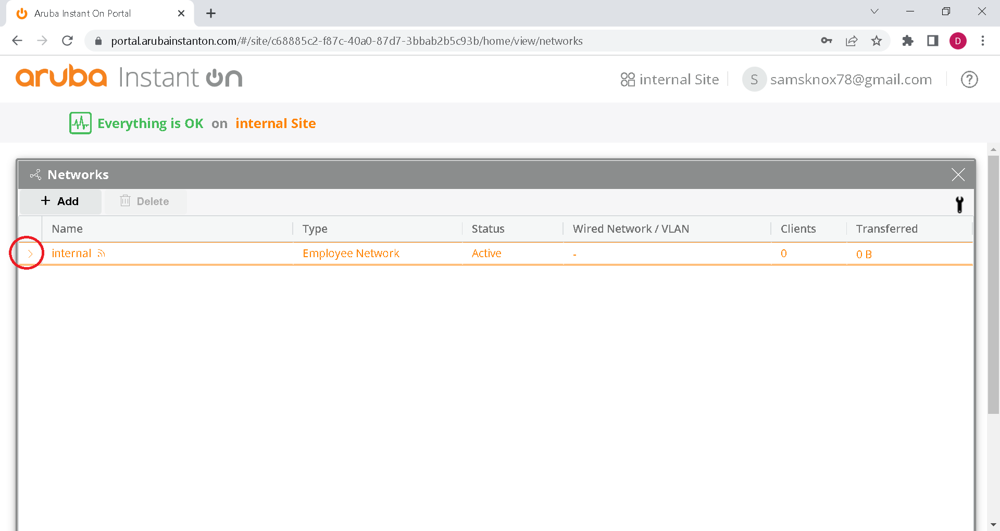 Aruba Instant On Portal
portal.arubainstanton.com/#/site/c68885c2-f87c-40a0-87d7-3bbab2b5c93b/home/view/networks
D
aruba Instant On
internal Site
S samsknox78@gmail.com
?
Everything is OK on internal Site
Networks
+ Add Delete
Name Type Status Wired Network / VLAN Clients Transferred
internal Employee Network Active - 0 0 B